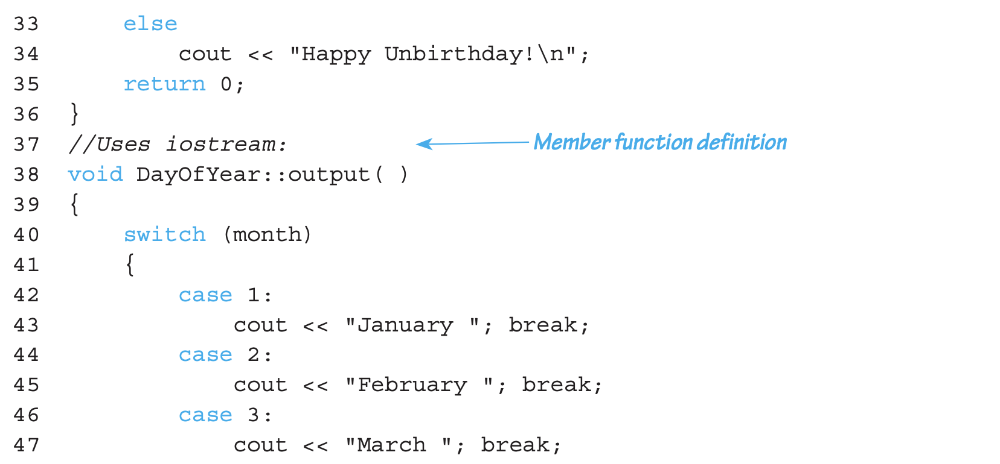 33 else
34 cout << "Happy Unbirthday!\n";
35 return 0;
36 }
37 //Uses iostream: Member function definition
38 void DayOfYear::output( )
39 {
40 switch (month)
41 {
42 case 1:
43 cout << "January "; break;
44 case 2:
45 cout << "February "; break;
46 case 3:
47 cout << "March "; break;